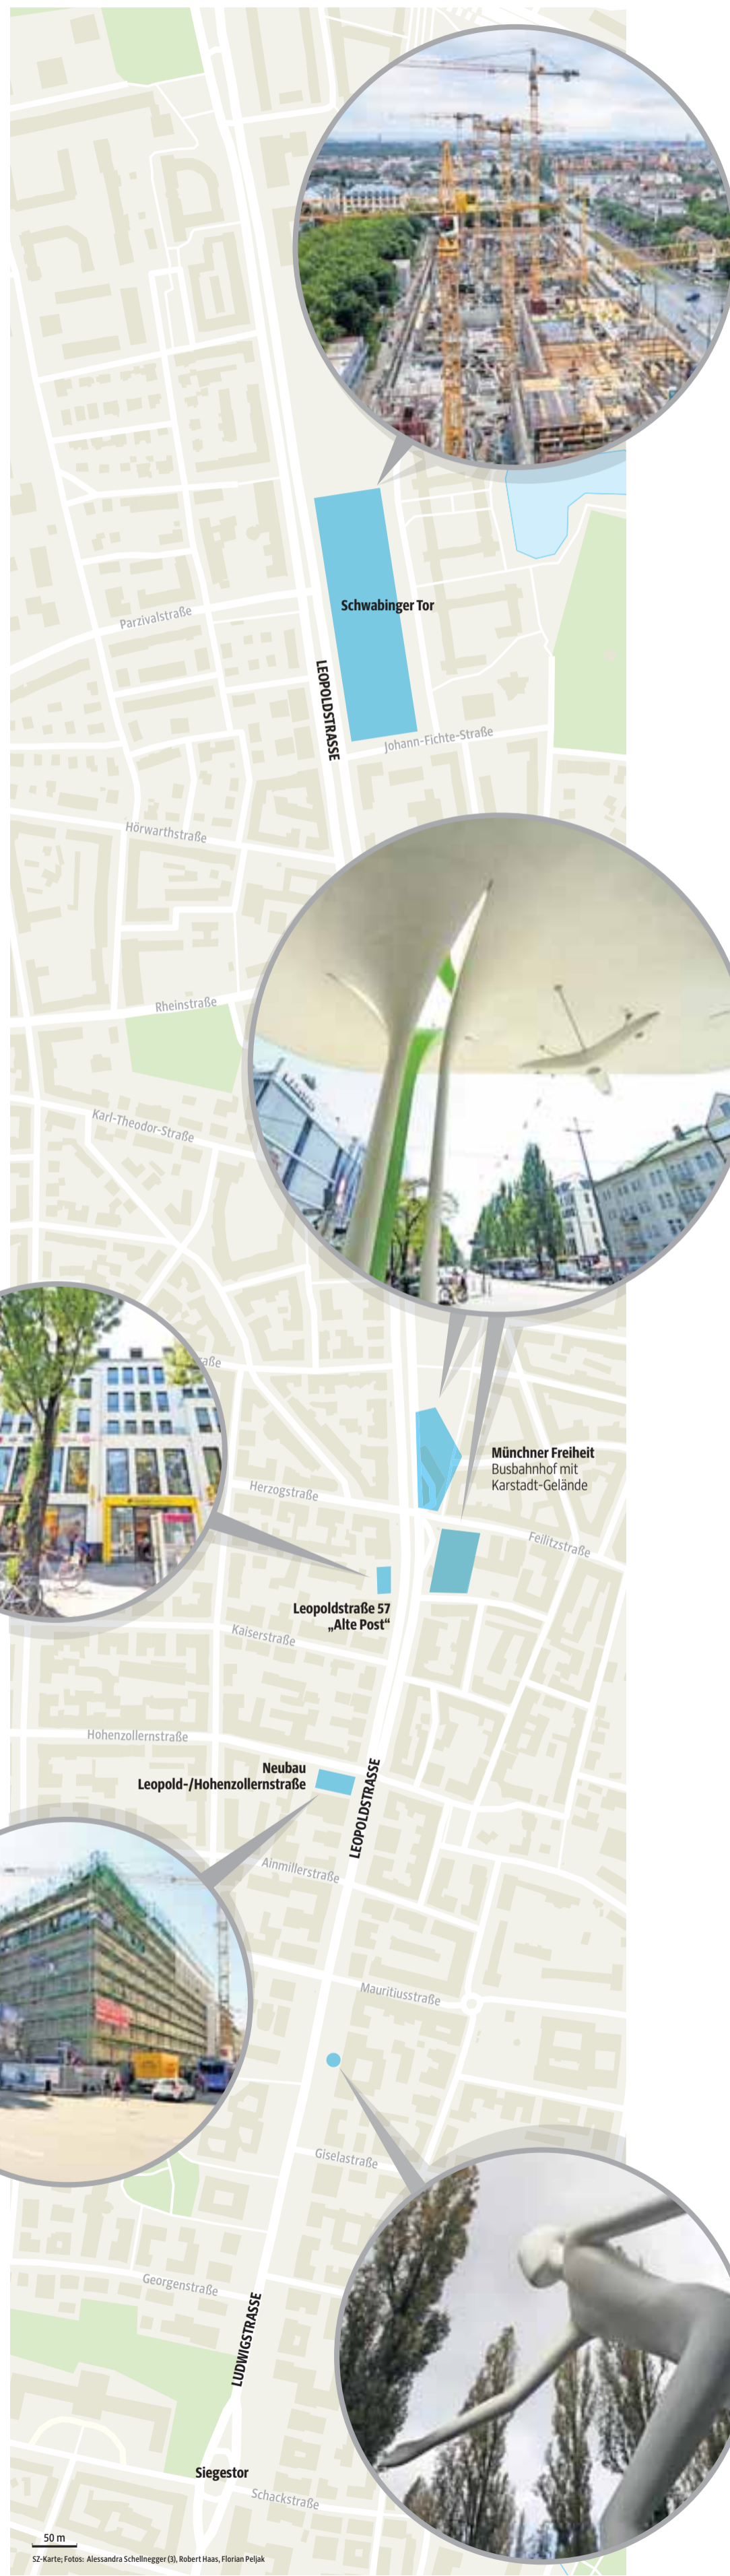 Schwabinger Tor
Parzivalstraße
LEOPOLDSTRASSE
Johann-Fichte-Straße
Hörwarthstraße
Rheinstraße
Karl-Theodor-Straße
Münchner Freiheit
Busbahnhof mit
Karstadt-Gelände
Herzogstraße
Feilitzstraße
Leopoldstraße 57
„Alte Post“
Kaiserstraße
Hohenzollernstraße
Neubau
Leopold-/Hohenzollernstraße
LEOPOLDSTRASSE
Ainmillerstraße
Mauritiusstraße
Giselastraße
Georgenstraße
LUDWIGSTRASSE
Siegestor
Schackstraße
50 m
SZ-Karte; Fotos: Alessandra Schellnegger (3), Robert Haas, Florian Peljak